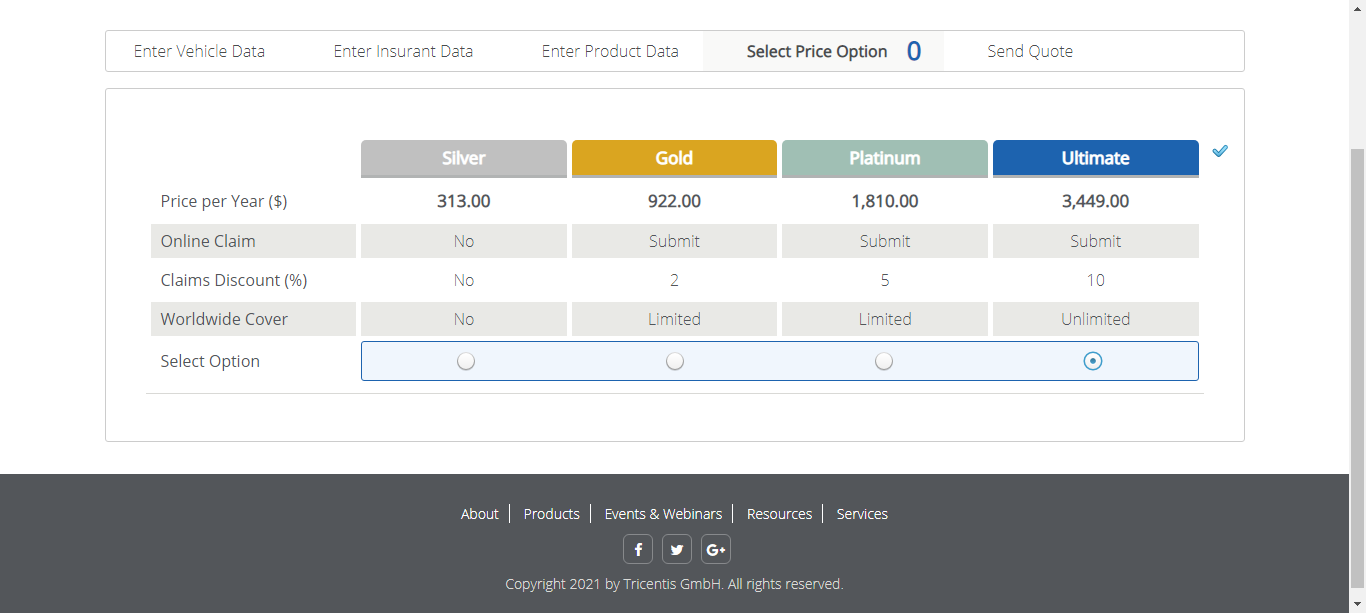 Enter Vehicle Data Enter Insurant Data Enter Product Data Select Price Option 0 Send Quote
Silver Gold Platinum Ultimate
Price per Year ($) 313.00 922.00 1,810.00 3,449.00
Online Claim No Submit Submit Submit
Claims Discount (%) No 2 5 10
Worldwide Cover No Limited Limited Unlimited
Select Option
About Products Events & Webinars Resources Services
f G+
Copyright 2021 by Tricentis GmbH. All rights reserved.